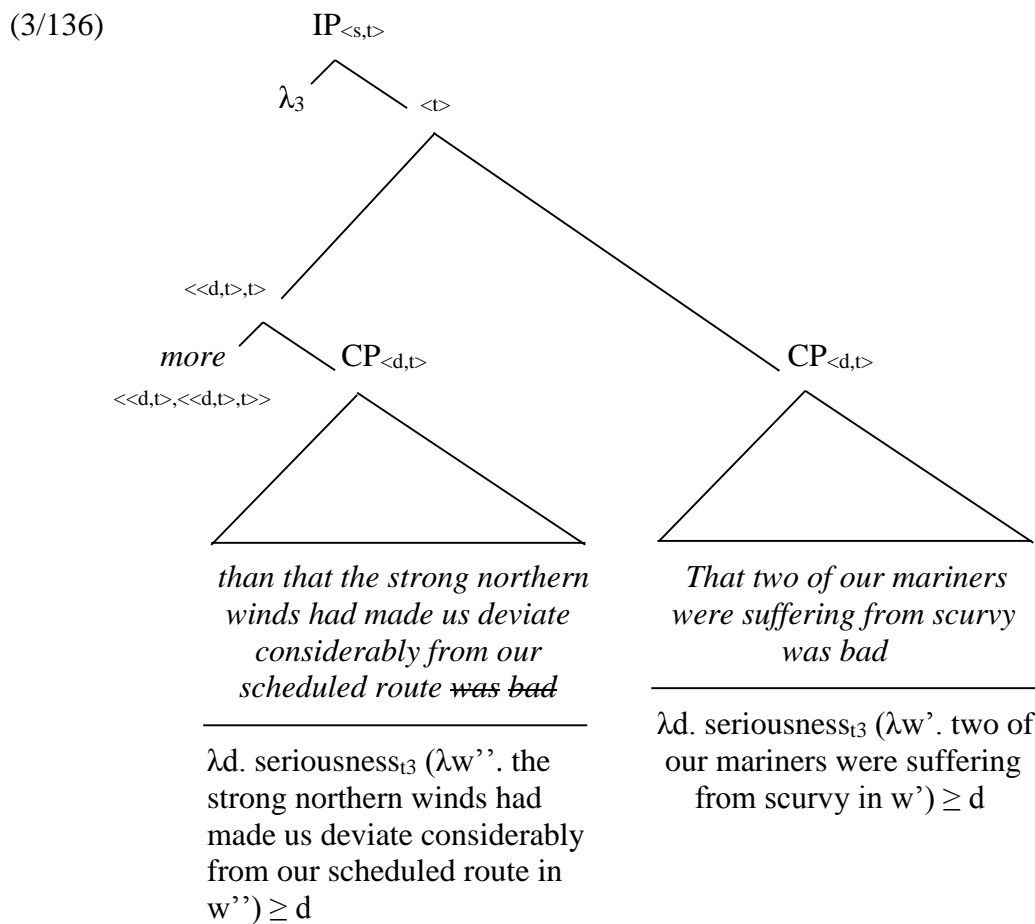 (3/136)
IP<s,t>
λ3
<t>
<<d,t>,t>
more
<<d,t>,<<d,t>,t>>
CP<d,t>
CP<d,t>
than that the strong northern
winds had made us deviate
considerably from our
scheduled route was bad
λd. seriousnesst3 (λw’’. the
strong northern winds had
made us deviate considerably
from our scheduled route in
w’’) ≥ d
That two of our mariners
were suffering from scurvy
was bad
λd. seriousnesst3 (λw’. two of
our mariners were suffering
from scurvy in w’) ≥ d